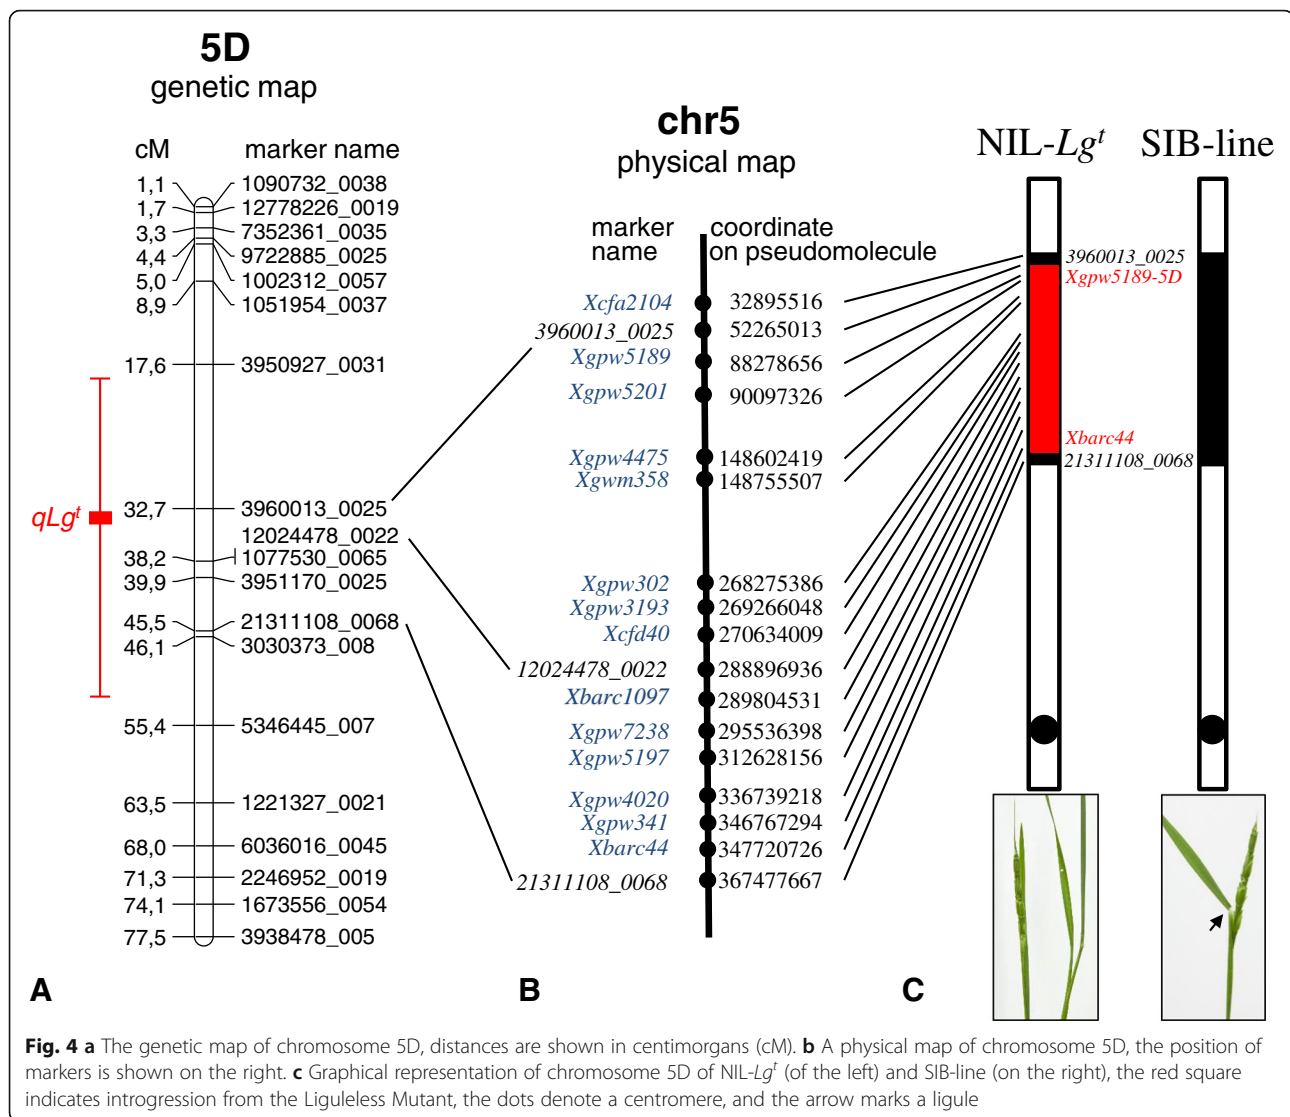 5D
genetic map
cM marker name
1,1 1090732_0038
1,7 12778226_0019
3,3 7352361_0035
4,4 9722885_0025
5,0 1002312_0057
8,9 1051954_0037
17,6 3950927_0031
qLgᵗ
32,7 3960013_0025
12024478_0022
38,2 1077530_0065
39,9 3951170_0025
45,5 21311108_0068
46,1 3030373_008
55,4 5346445_007
63,5 1221327_0021
68,0 6036016_0045
71,3 2246952_0019
74,1 1673556_0054
77,5 3938478_005
A
chr5
physical map
marker name
coordinate on pseudomolecule
Xcfa2104 32895516
3960013_0025 52265013
Xgpw5189 88278656
Xgpw5201 90097326
Xgpw4475 148602419
Xgwm358 148755507
Xgpw302 268275386
Xgpw3193 269266048
Xcfd40 270634009
12024478_0022 288896936
Xbarc1097 289804531
Xgpw7238 295536398
Xgpw5197 312628156
Xgpw4020 336739218
Xgpw341 346767294
Xbarc44 347720726
21311108_0068 367477667
B
NIL-Lgᵗ SIB-line
3960013_0025
Xgpw5189-5D
Xbarc44
21311108_0068
C
Fig. 4 a The genetic map of chromosome 5D, distances are shown in centimorgans (cM). b A physical map of chromosome 5D, the position of
markers is shown on the right. c Graphical representation of chromosome 5D of NIL-Lgᵗ (of the left) and SIB-line (on the right), the red square
indicates introgression from the Liguleless Mutant, the dots denote a centromere, and the arrow marks a ligule